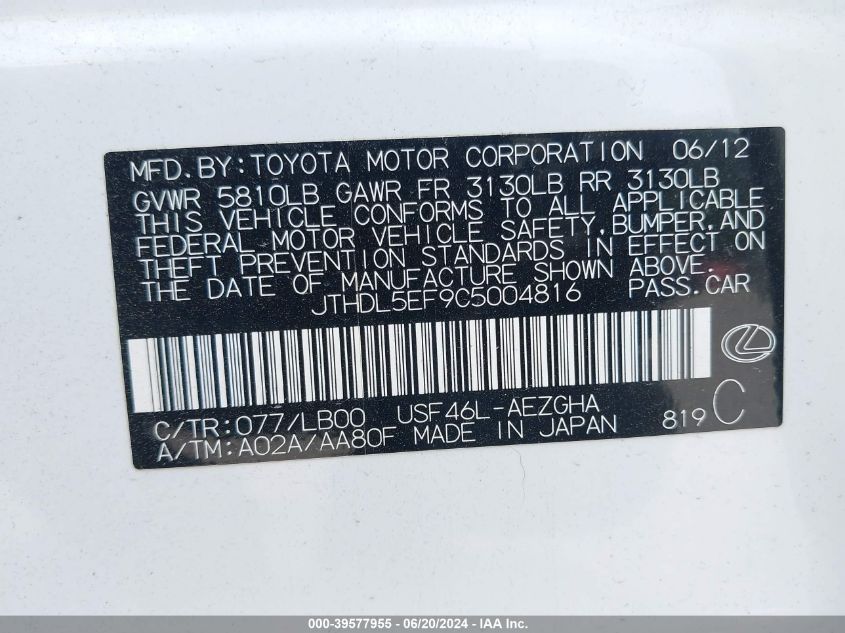 MFD.BY:TOYOTA MOTOR CORPORATION 06/12
GVWR 5810LB GAWR FR 3130LB RR 3130LB
THIS VEHICLE CONFORMS TO ALL APPLICABLE
FEDERAL MOTOR VEHICLE SAFETY,BUMPER,AND
THEFT PREVENTION STANDARDS IN EFFECT ON
THE DATE OF MANUFACTURE SHOWN ABOVE.
JTHDL5EF9C5004816 PASS.CAR
C/TR:077/LB00 USF46L-AEZGHA
A/TM:A02A/AA80F MADE IN JAPAN 819 C
000-39577955 - 06/20/2024 - IAA Inc.